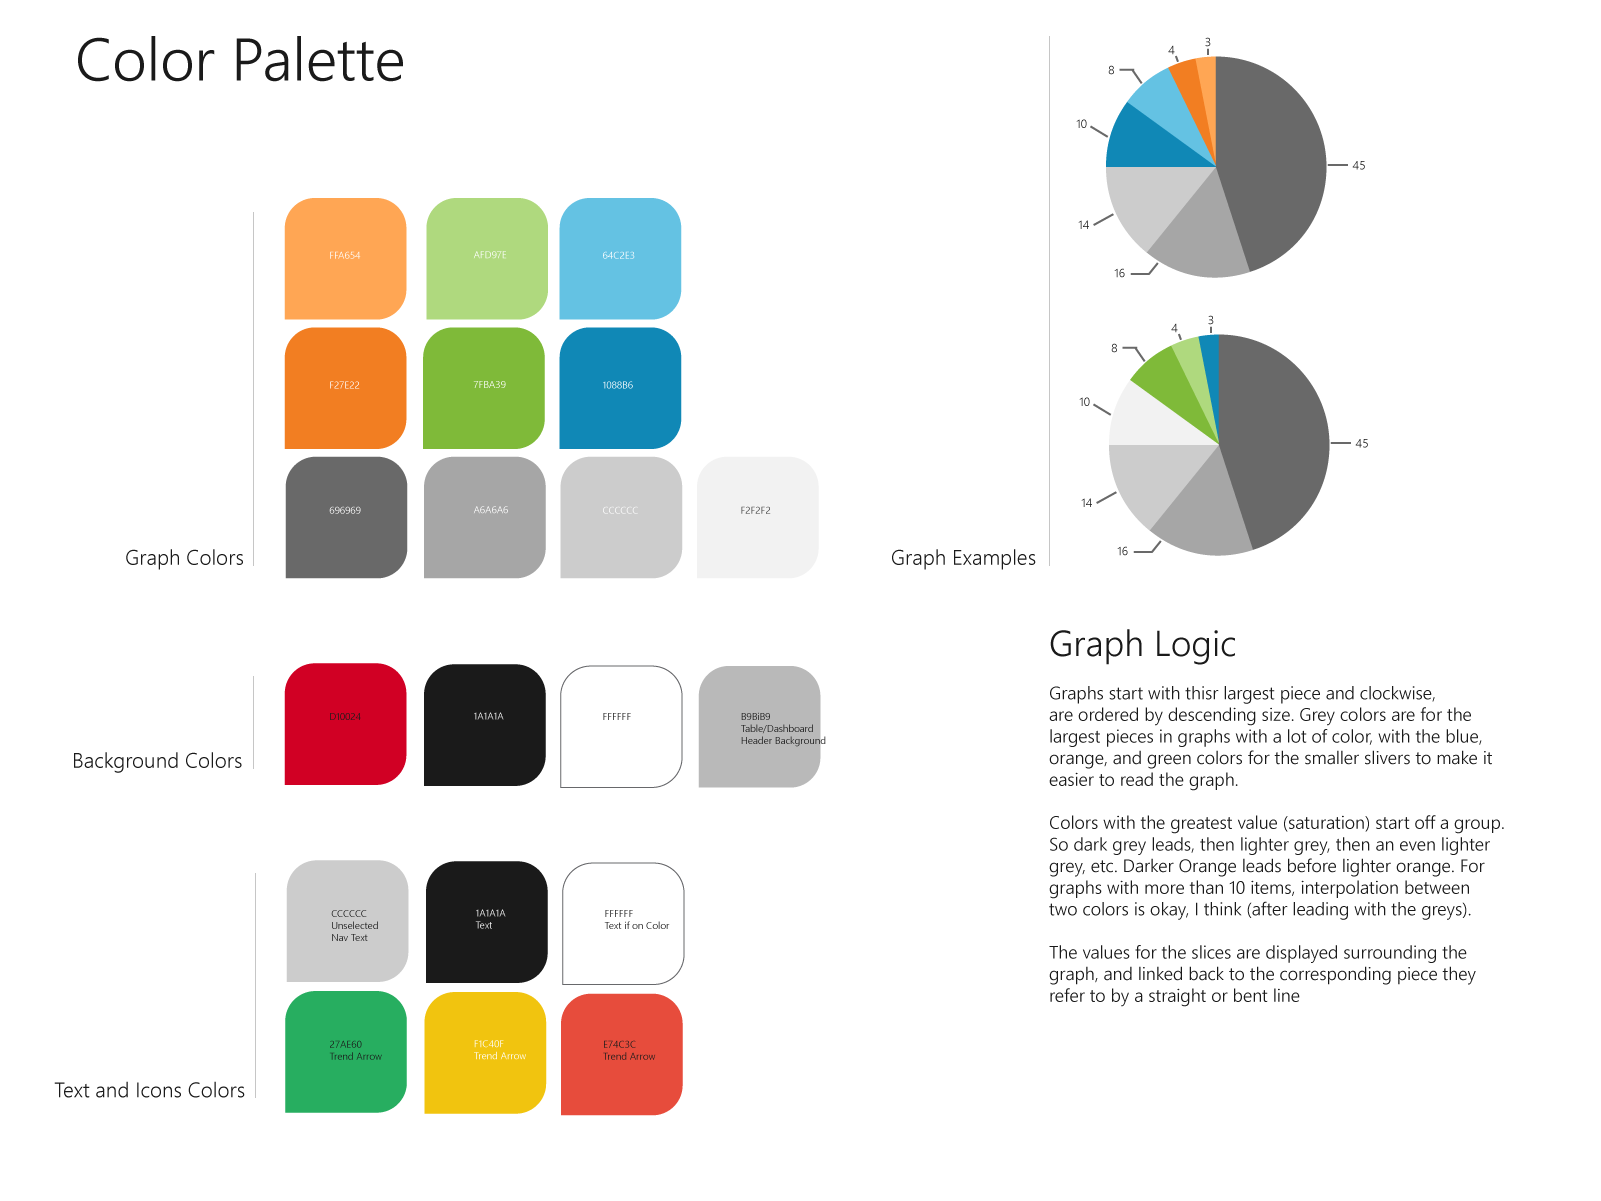 Color Palette
FFA654
AFD97E
64C2E3
F27E22
7FBA39
1088B6
696969
A6A6A6
CCCCCC
F2F2F2
Graph Colors
D10024
1A1A1A
FFFFFF
B9BiB9
Table/Dashboard
Header Background
Background Colors
CCCCCC
Unselected
Nav Text
1A1A1A
Text
FFFFFF
Text if on Color
27AE60
Trend Arrow
F1C40F
Trend Arrow
E74C3C
Trend Arrow
Text and Icons Colors
3
4
8
10
45
14
16
3
4
8
10
45
14
16
Graph Examples
Graph Logic
Graphs start with thisr largest piece and clockwise,
are ordered by descending size. Grey colors are for the
largest pieces in graphs with a lot of color, with the blue,
orange, and green colors for the smaller slivers to make it
easier to read the graph.
Colors with the greatest value (saturation) start off a group.
So dark grey leads, then lighter grey, then an even lighter
grey, etc. Darker Orange leads before lighter orange. For
graphs with more than 10 items, interpolation between
two colors is okay, I think (after leading with the greys).
The values for the slices are displayed surrounding the
graph, and linked back to the corresponding piece they
refer to by a straight or bent line